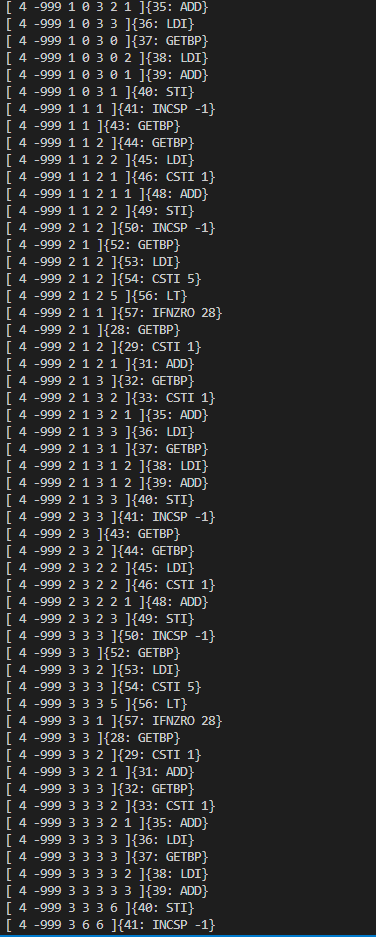 [ 4 -999 1 0 3 2 1 ]{35: ADD}
[ 4 -999 1 0 3 3 ]{36: LDI}
[ 4 -999 1 0 3 0 ]{37: GETBP}
[ 4 -999 1 0 3 0 2 ]{38: LDI}
[ 4 -999 1 0 3 0 1 ]{39: ADD}
[ 4 -999 1 0 3 1 ]{40: STI}
[ 4 -999 1 1 1 ]{41: INCSP -1}
[ 4 -999 1 1 ]{43: GETBP}
[ 4 -999 1 1 2 ]{44: GETBP}
[ 4 -999 1 1 2 2 ]{45: LDI}
[ 4 -999 1 1 2 1 ]{46: CSTI 1}
[ 4 -999 1 1 2 1 1 ]{48: ADD}
[ 4 -999 1 1 2 2 ]{49: STI}
[ 4 -999 2 1 2 ]{50: INCSP -1}
[ 4 -999 2 1 ]{52: GETBP}
[ 4 -999 2 1 2 ]{53: LDI}
[ 4 -999 2 1 2 ]{54: CSTI 5}
[ 4 -999 2 1 2 5 ]{56: LT}
[ 4 -999 2 1 1 ]{57: IFNZRO 28}
[ 4 -999 2 1 ]{28: GETBP}
[ 4 -999 2 1 2 ]{29: CSTI 1}
[ 4 -999 2 1 2 1 ]{31: ADD}
[ 4 -999 2 1 3 ]{32: GETBP}
[ 4 -999 2 1 3 2 ]{33: CSTI 1}
[ 4 -999 2 1 3 2 1 ]{35: ADD}
[ 4 -999 2 1 3 3 ]{36: LDI}
[ 4 -999 2 1 3 1 ]{37: GETBP}
[ 4 -999 2 1 3 1 2 ]{38: LDI}
[ 4 -999 2 1 3 1 2 ]{39: ADD}
[ 4 -999 2 1 3 3 ]{40: STI}
[ 4 -999 2 3 3 ]{41: INCSP -1}
[ 4 -999 2 3 ]{43: GETBP}
[ 4 -999 2 3 2 ]{44: GETBP}
[ 4 -999 2 3 2 2 ]{45: LDI}
[ 4 -999 2 3 2 2 ]{46: CSTI 1}
[ 4 -999 2 3 2 2 1 ]{48: ADD}
[ 4 -999 2 3 2 3 ]{49: STI}
[ 4 -999 3 3 3 ]{50: INCSP -1}
[ 4 -999 3 3 ]{52: GETBP}
[ 4 -999 3 3 2 ]{53: LDI}
[ 4 -999 3 3 3 ]{54: CSTI 5}
[ 4 -999 3 3 3 5 ]{56: LT}
[ 4 -999 3 3 1 ]{57: IFNZRO 28}
[ 4 -999 3 3 ]{28: GETBP}
[ 4 -999 3 3 2 ]{29: CSTI 1}
[ 4 -999 3 3 2 1 ]{31: ADD}
[ 4 -999 3 3 3 ]{32: GETBP}
[ 4 -999 3 3 3 2 ]{33: CSTI 1}
[ 4 -999 3 3 3 2 1 ]{35: ADD}
[ 4 -999 3 3 3 3 ]{36: LDI}
[ 4 -999 3 3 3 3 ]{37: GETBP}
[ 4 -999 3 3 3 3 2 ]{38: LDI}
[ 4 -999 3 3 3 3 3 ]{39: ADD}
[ 4 -999 3 3 3 6 ]{40: STI}
[ 4 -999 3 6 6 ]{41: INCSP -1}